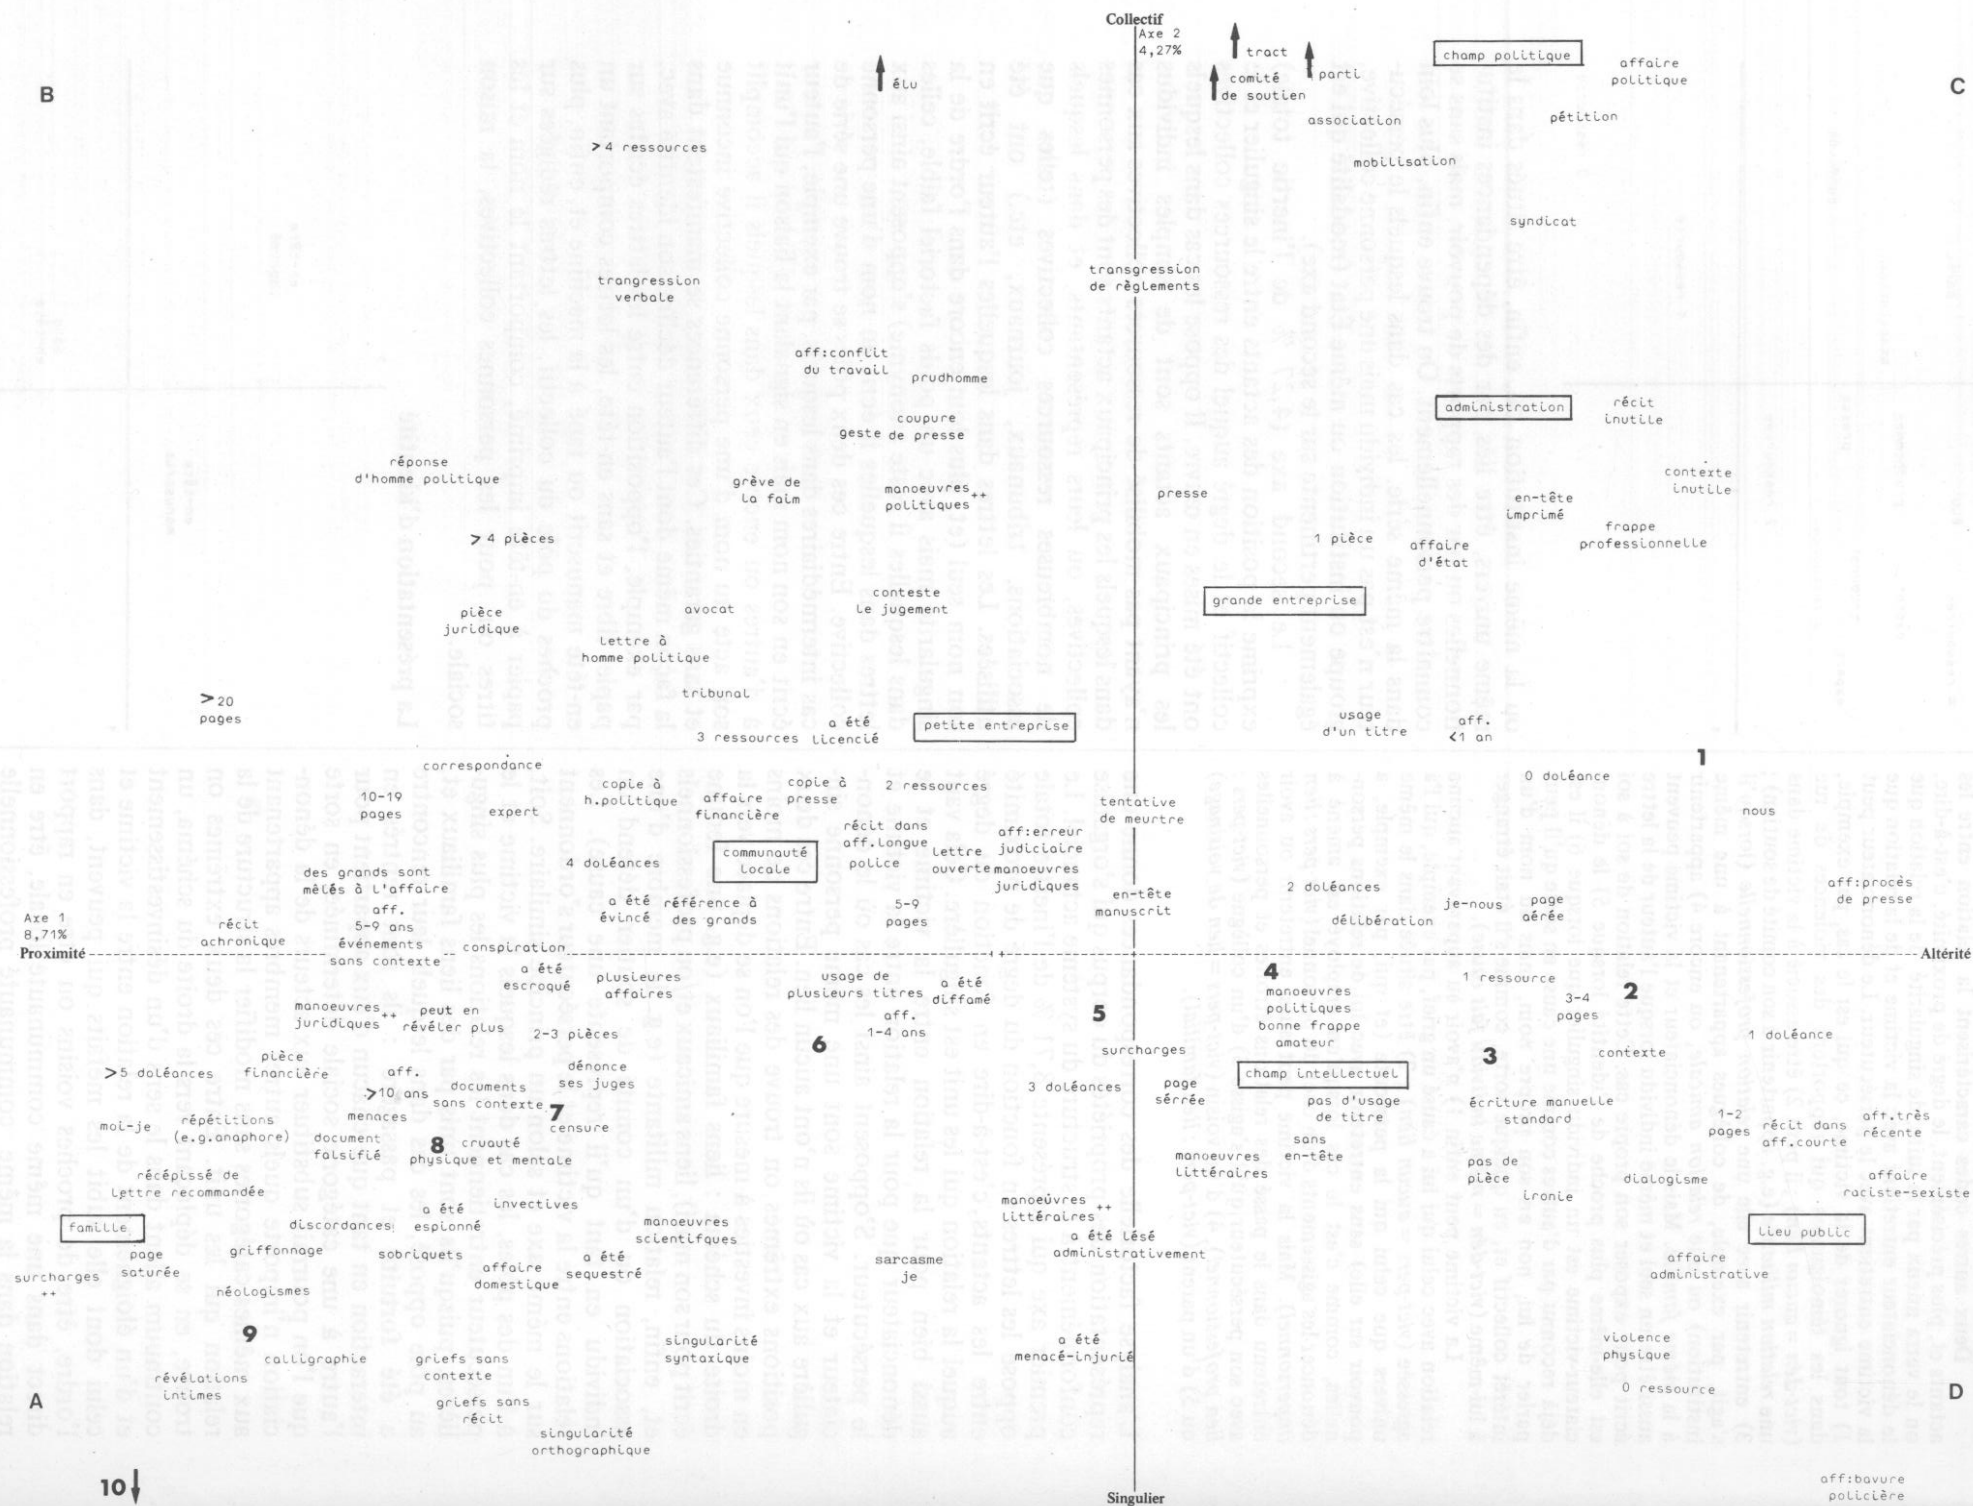 Collectif
Axe 2
4,27%
tract
parti
comité
de soutien
champ politique
affaire
politique
B
élu
C
association
pétition
> 4 ressources
mobilisation
syndicat
trangression
verbale
transgression
de règlements
aff:conflit
du travail
prudhomme
coupure
geste de presse
administration
récit
inutile
réponse
d'homme politique
grève de
la faim
manoeuvres ++
politiques
presse
contexte
inutile
en-tête
imprimé
frappe
professionnelle
> 4 pièces
1 pièce
affaire
d'état
conteste
le jugement
grande entreprise
pièce
juridique
avocat
lettre à
homme politique
> 20
pages
tribunal
a été
3 ressources licencié
petite entreprise
usage
d'un titre
aff.
<1 an
1
correspondance
0 doléance
10-19
pages
expert
copie à
h.politique
affaire
financière
copie à
presse
2 ressources
tentative
de meurtre
nous
récit dans
aff.longue
aff:erreur
judiciaire
4 doléances
communauté
locale
police
lettre
ouverte
manoeuvres
juridiques
des grands sont
mêlés à l'affaire
2 doléances
aff:procès
de presse
en-tête
manuscrit
aff.
5-9 ans
a été
évincé
référence à
des grands
5-9
pages
délibération
je-nous
page
aérée
Axe 1
8,71%
récit
achronique
événements
sans contexte
conspiration
Proximité
Altérité
a été
escroqué
plusieures
affaires
usage de
plusieurs titres
a été
diffamé
4
1 ressource
2
manoeuvres
politiques
bonne frappe
amateur
3-4
pages
manoeuvres ++
juridiques
peut en
révéler plus
2-3 pièces
aff.
1-4 ans
5
6
1 doléance
surcharges
3
contexte
pièce
financière
>5 doléances
aff.
>10 ans
documents
sans contexte
dénonce
ses juges
3 doléances
page
sérrée
champ intellectuel
7
menaces
censure
pas d'usage
de titre
écriture manuelle
standard
moi-je
répétitions
(e.g.anaphore)
document
falsifié
8
cruauté
physique et mentale
1-2
pages
récit dans
aff.courte
aff.très
récente
sans
en-tête
manoeuvres
littéraires
pas de
pièce
récépissé de
lettre recommandée
ironie
dialogisme
affaire
raciste-sexiste
famille
discordances
a été
espionné
invectives
manoeuvres
scientifques
manoeuvres ++
littéraires
a été lésé
administrativement
lieu public
page
saturée
griffonnage
sobriquets
affaire
domestique
a été
sequestré
sarcasme
je
affaire
administrative
surcharges
++
néologismes
9
calligraphie
griefs sans
contexte
singularité
syntaxique
a été
menacé-injurié
violence
physique
révélations
intimes
0 ressource
A
D
griefs sans
récit
singularité
orthographique
10
Singulier
aff:bavure
policière